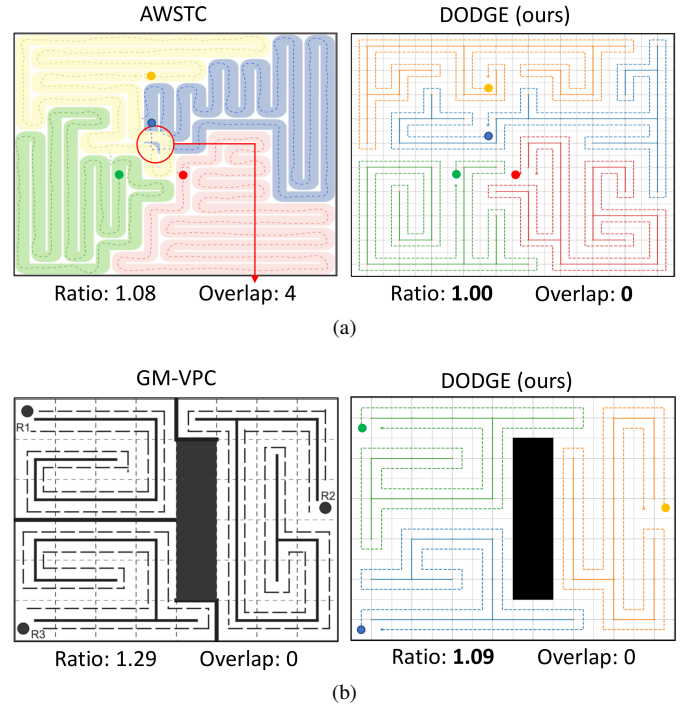 AWSTC
DODGE (ours)
Ratio: 1.08
Overlap: 4
Ratio: 1.00
Overlap: 0
(a)
GM-VPC
DODGE (ours)
R1
R2
R3
Ratio: 1.29
Overlap: 0
Ratio: 1.09
Overlap: 0
(b)